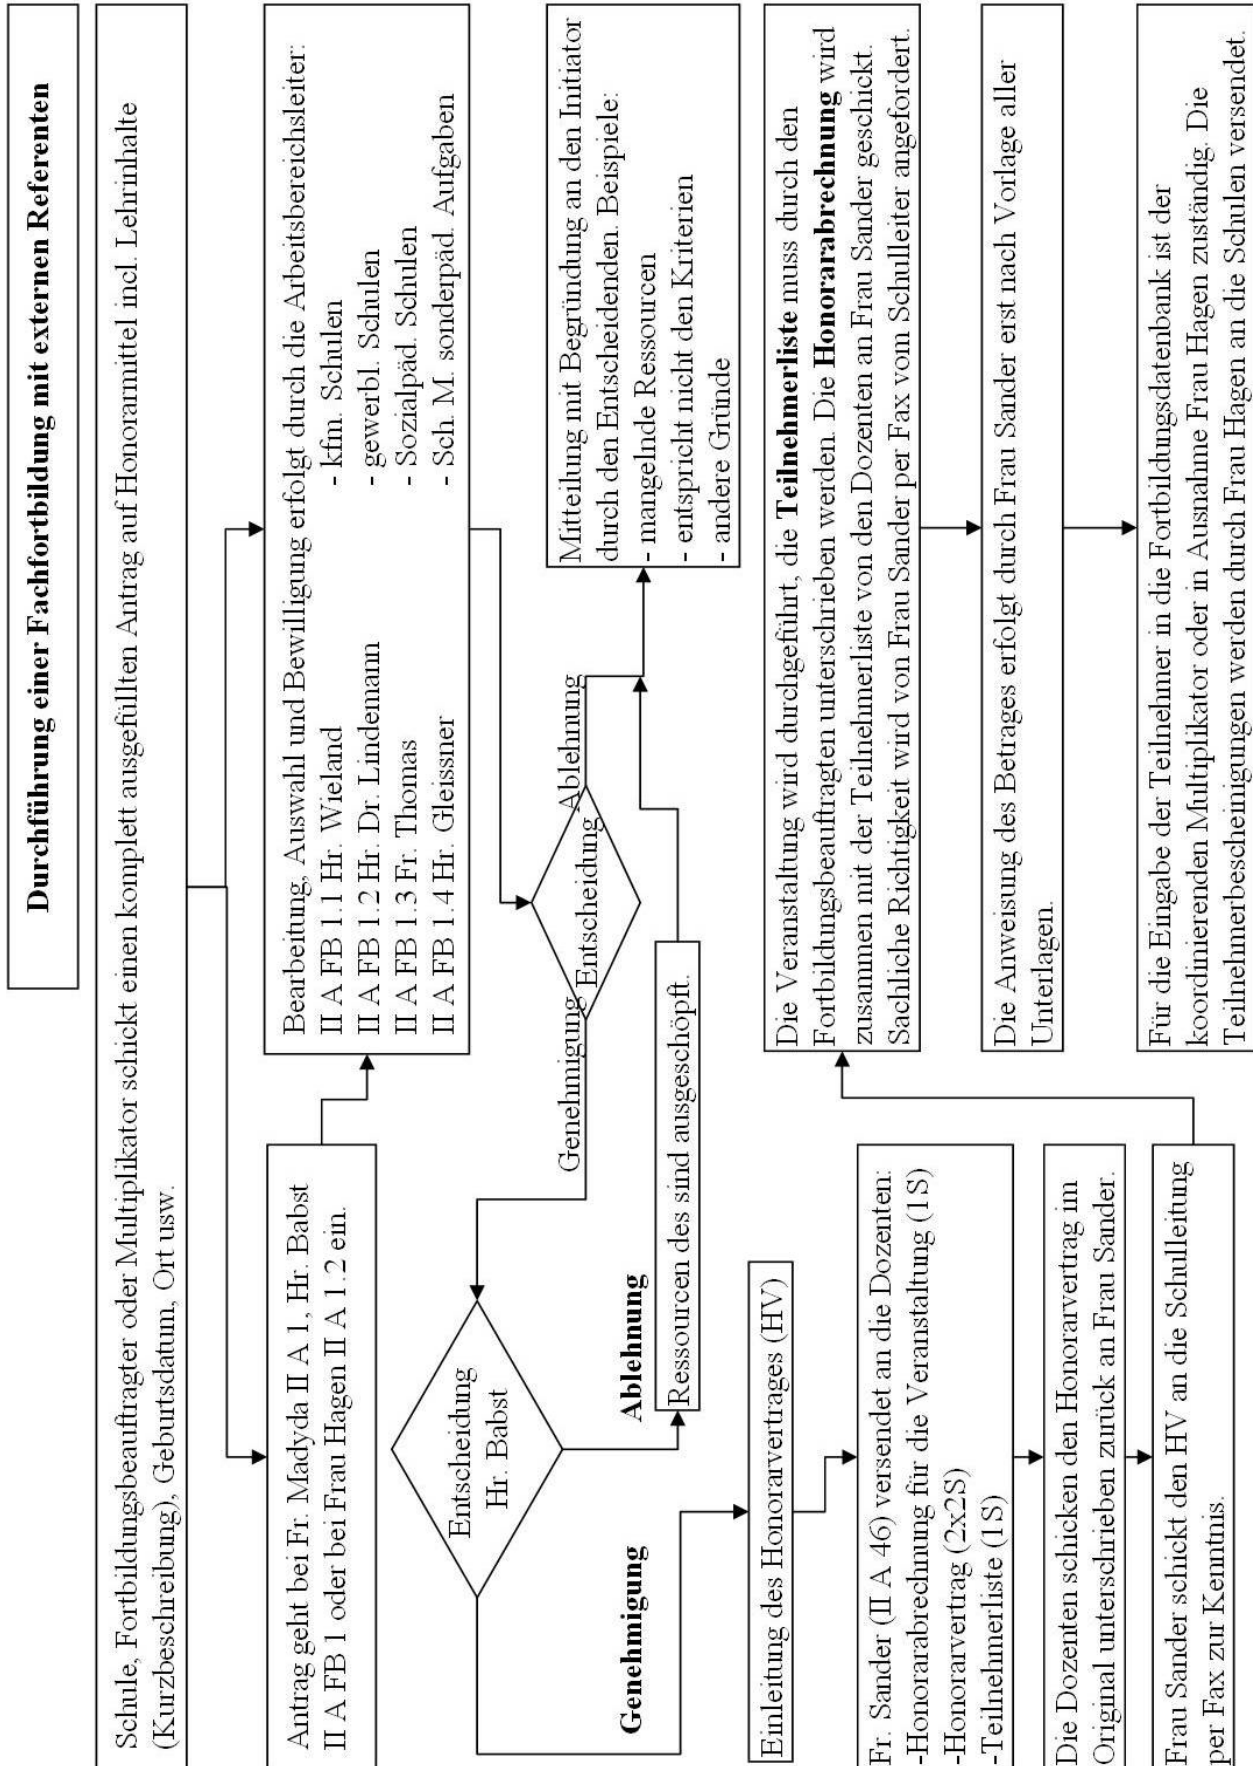 Durchführung einer Fachfortbildung mit externen Referenten
Schule, Fortbildungsbeauftragter oder Multiplikator schickt einen komplett ausgefüllten Antrag auf Honorarmittel incl. Lehrinhalte
(Kurzbeschreibung), Geburtsdatum, Ort usw.
Antrag geht bei Fr. Madyda II A 1, Hr. Babst
II A FB 1 oder bei Frau Hagen II A 1.2 ein.
Bearbeitung, Auswahl und Bewilligung erfolgt durch die Arbeitsbereichsleiter:
II A FB 1.1 Hr. Wieland - kfm. Schulen
II A FB 1.2 Hr. Dr. Lindemann - gewerbl. Schulen
II A FB 1.3 Fr. Thomas - Sozialpäd. Schulen
II A FB 1.4 Hr. Gleissner - Sch. M. sonderpäd. Aufgaben
Genehmigung
Entscheidung
Ablehnung
Mitteilung mit Begründung an den Initiator
durch den Entscheidenden. Beispiele:
- mangelnde Ressourcen
- entspricht nicht den Kriterien
- andere Gründe
Entscheidung
Hr. Babst
Genehmigung
Ablehnung
Ressourcen des sind ausgeschöpft.
Einleitung des Honorarvertrages (HV)
Fr. Sander (II A 46) versendet an die Dozenten:
-Honorarabrechnung für die Veranstaltung (1S)
-Honorarvertrag (2x2S)
-Teilnehmerliste (1S)
Die Dozenten schicken den Honorarvertrag im
Original unterschrieben zurück an Frau Sander.
Frau Sander schickt den HV an die Schulleitung
per Fax zur Kenntnis.
Die Veranstaltung wird durchgeführt, die Teilnehmerliste muss durch den
Fortbildungsbeauftragten unterschrieben werden. Die Honorarabrechnung wird
zusammen mit der Teilnehmerliste von den Dozenten an Frau Sander geschickt.
Sachliche Richtigkeit wird von Frau Sander per Fax vom Schulleiter angefordert.
Die Anweisung des Betrages erfolgt durch Frau Sander erst nach Vorlage aller
Unterlagen.
Für die Eingabe der Teilnehmer in die Fortbildungsdatenbank ist der
koordinierenden Multiplikator oder in Ausnahme Frau Hagen zuständig. Die
Teilnehmerbescheinigungen werden durch Frau Hagen an die Schulen versendet.